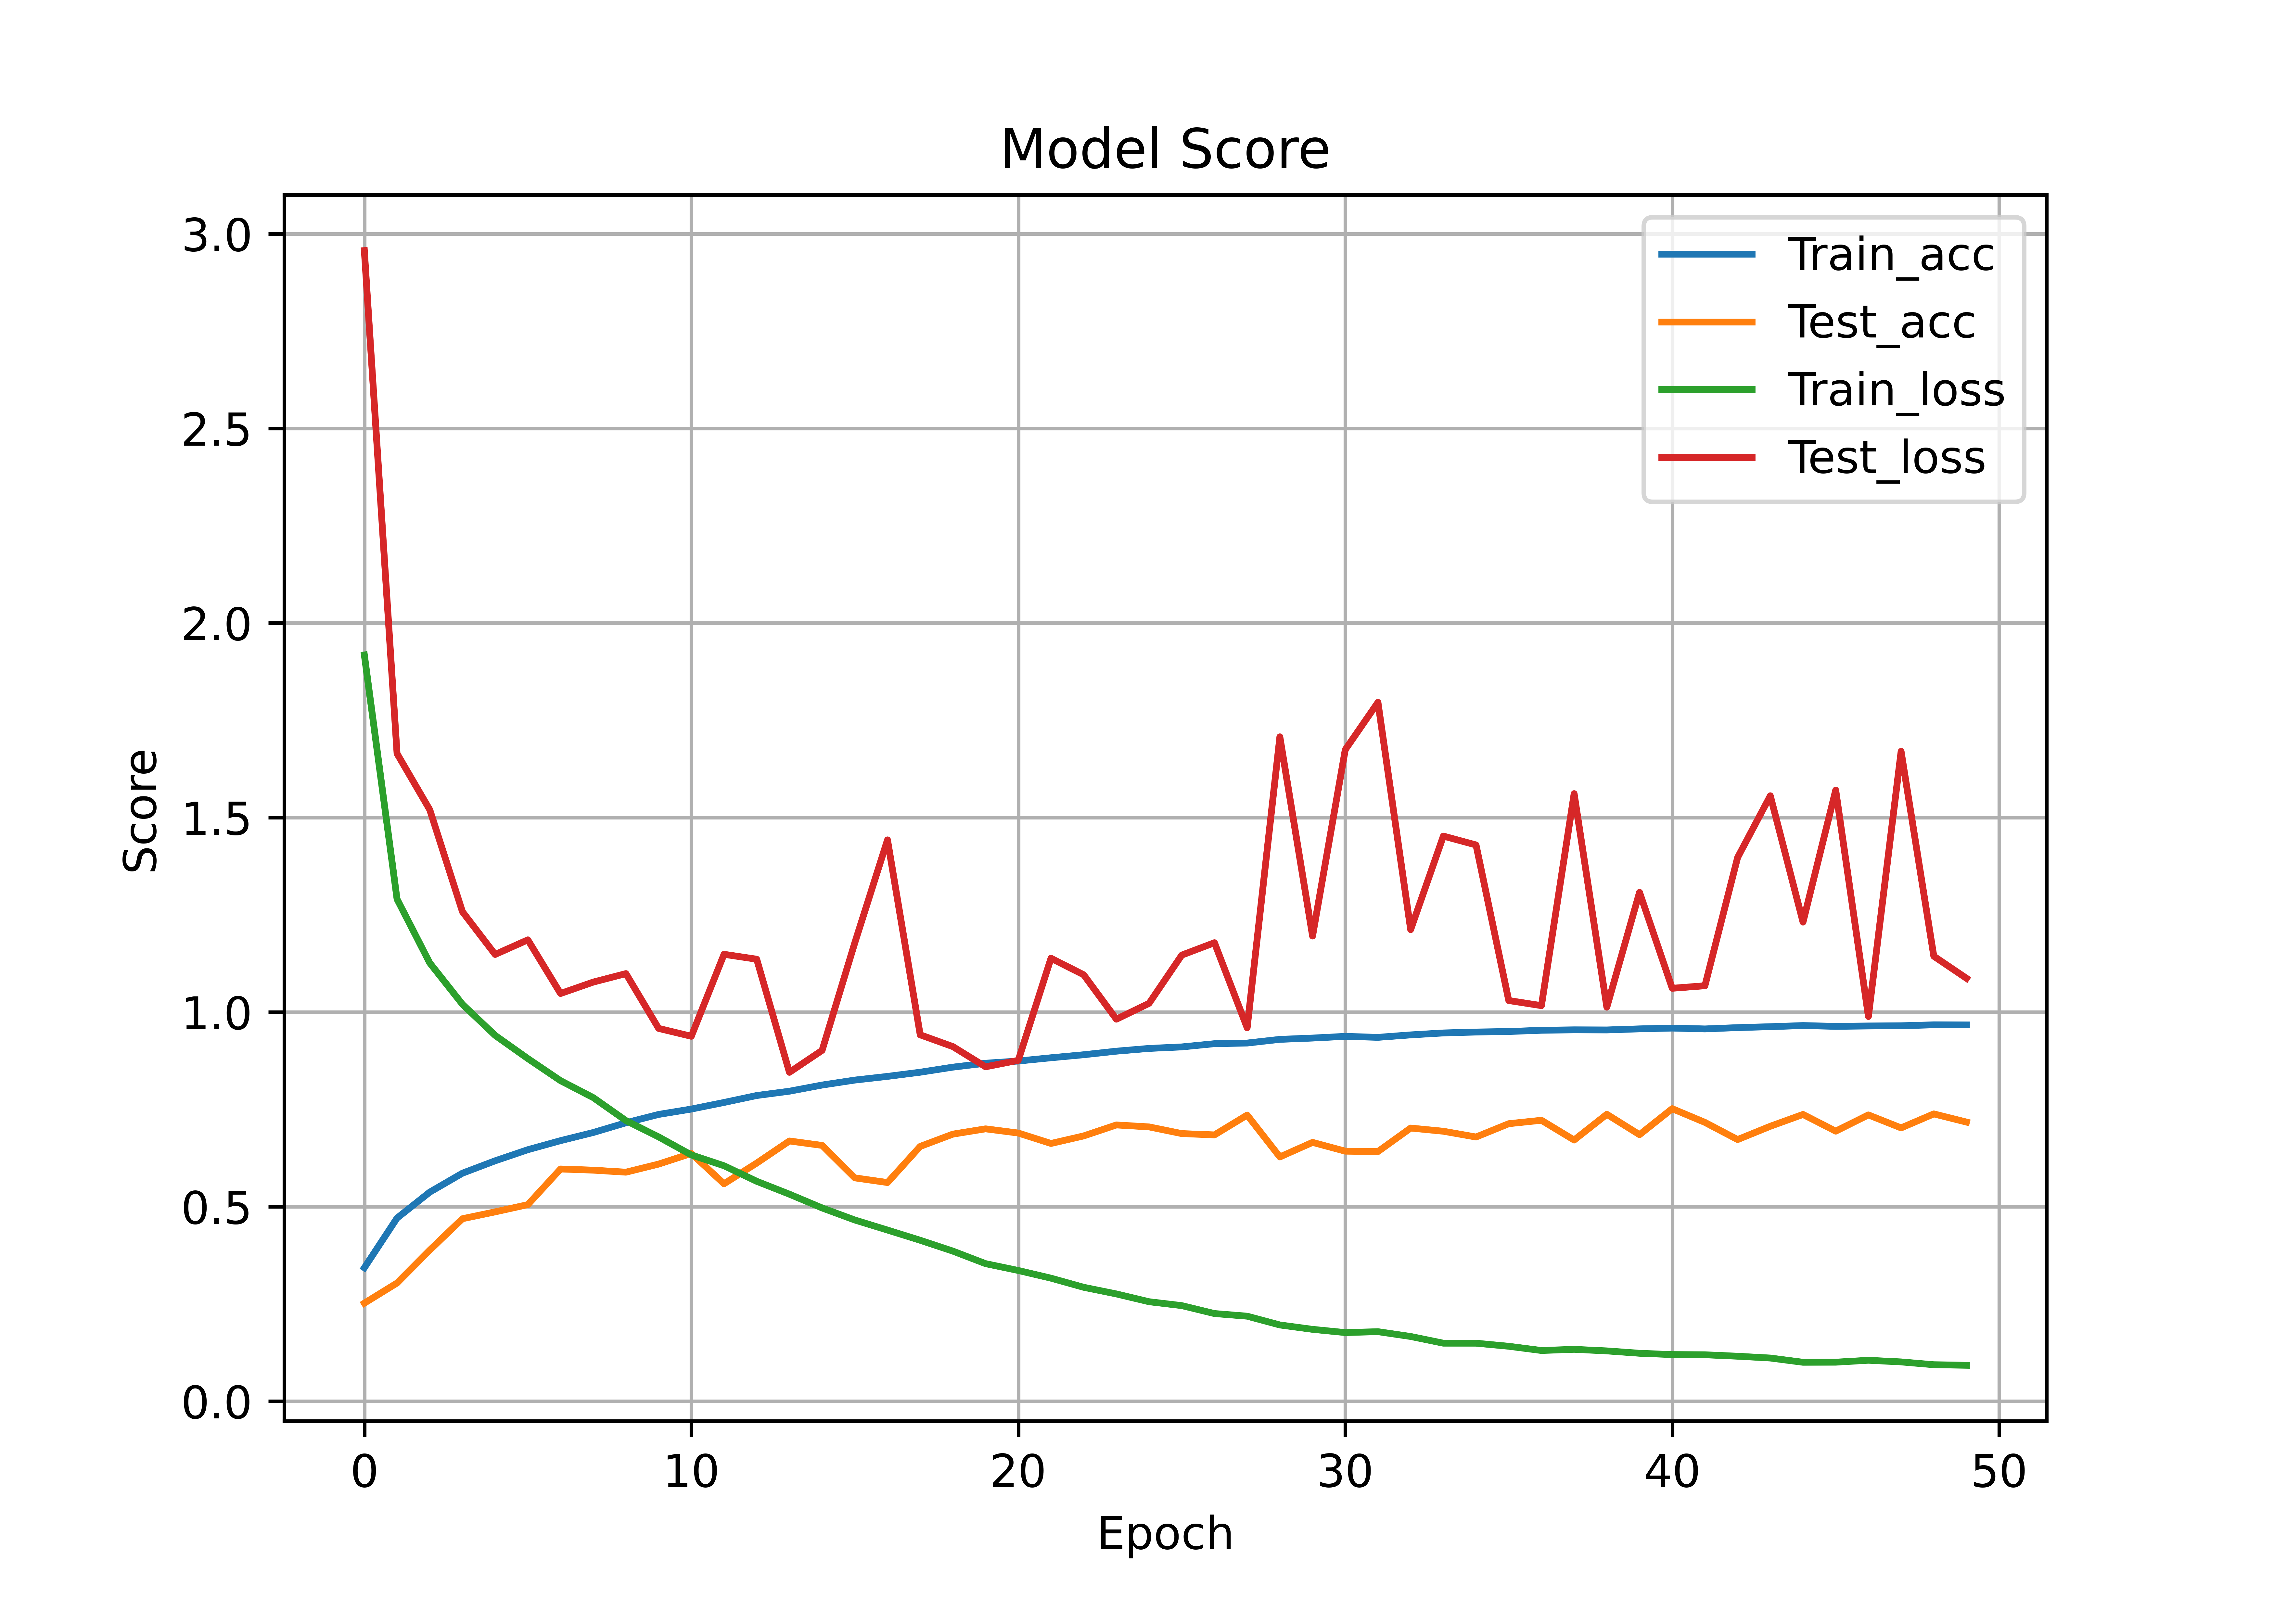 Model Score
3.0
2.5
2.0
1.5
1.0
0.5
0.0
Score
0 10 20 30 40 50
Epoch
Train_acc
Test_acc
Train_loss
Test_loss